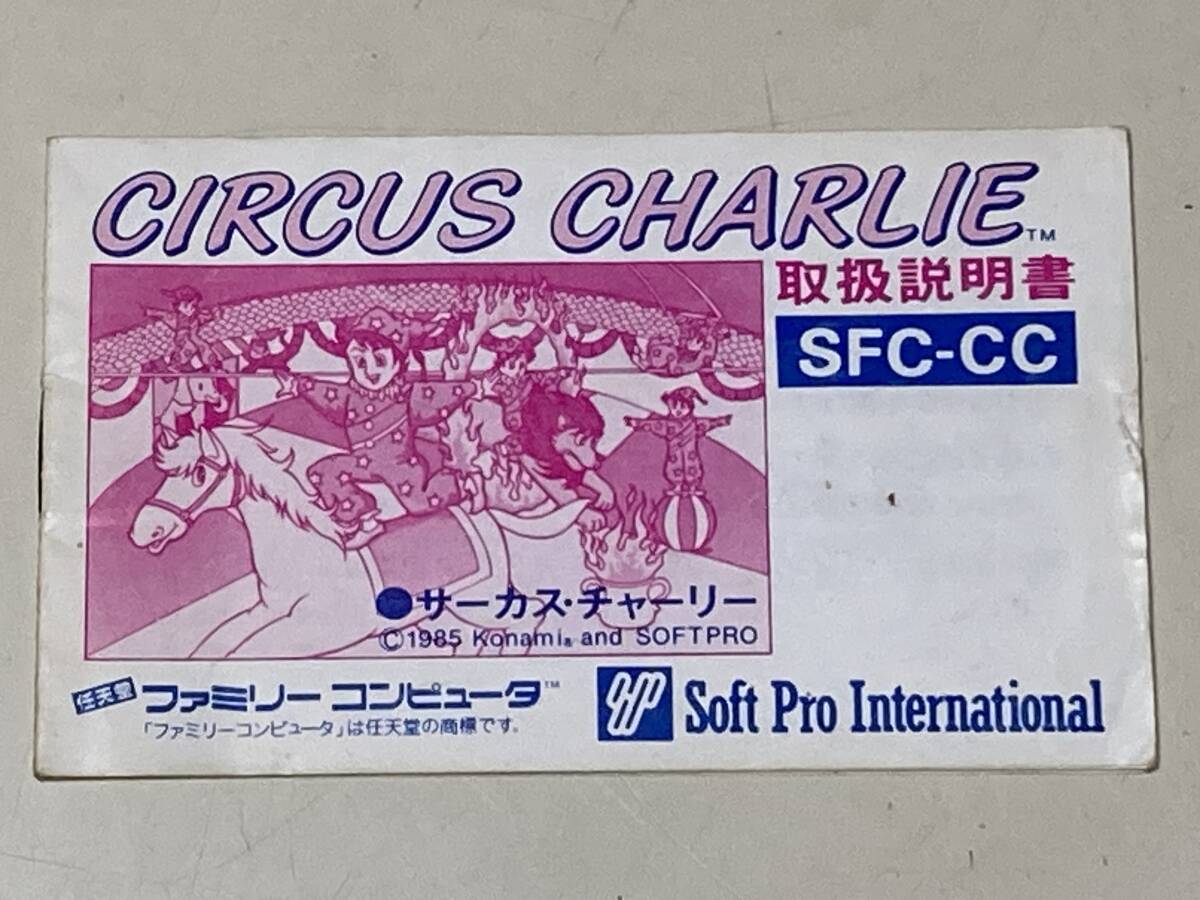 CIRCUS CHARLIE™
取扱説明書
SFC-CC
●サーカス・チャーリー
©1985 Konami® and SOFTPRO
任天堂 ファミリーコンピュータ™
「ファミリーコンピュータ」は任天堂の商標です。
Soft Pro International